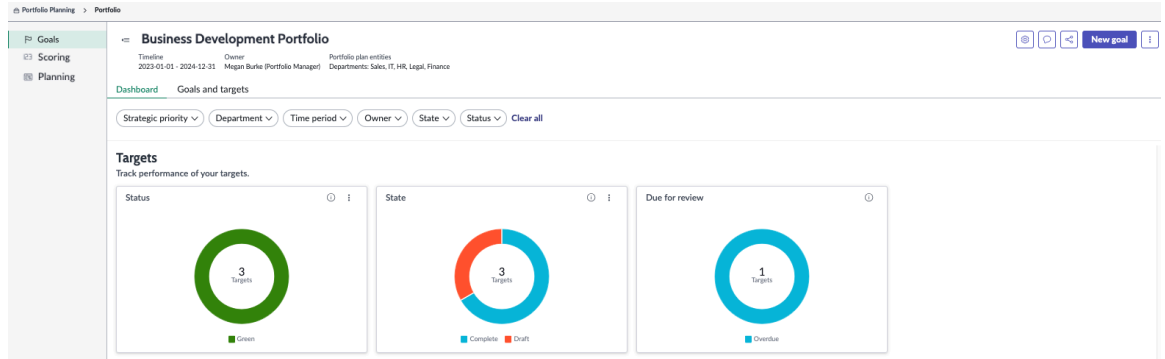 Portfolio Planning > Portfolio
Goals
Scoring
Planning
Business Development Portfolio
New goal
Timeline Owner Portfolio plan entities
2023-01-01 - 2024-12-31 Megan Burke (Portfolio Manager) Departments: Sales, IT, HR, Legal, Finance
Dashboard Goals and targets
Strategic priority Department Time period Owner State Status Clear all
Targets
Track performance of your targets.
Status
3
Targets
Green
State
3
Targets
Complete Draft
Due for review
1
Targets
Overdue